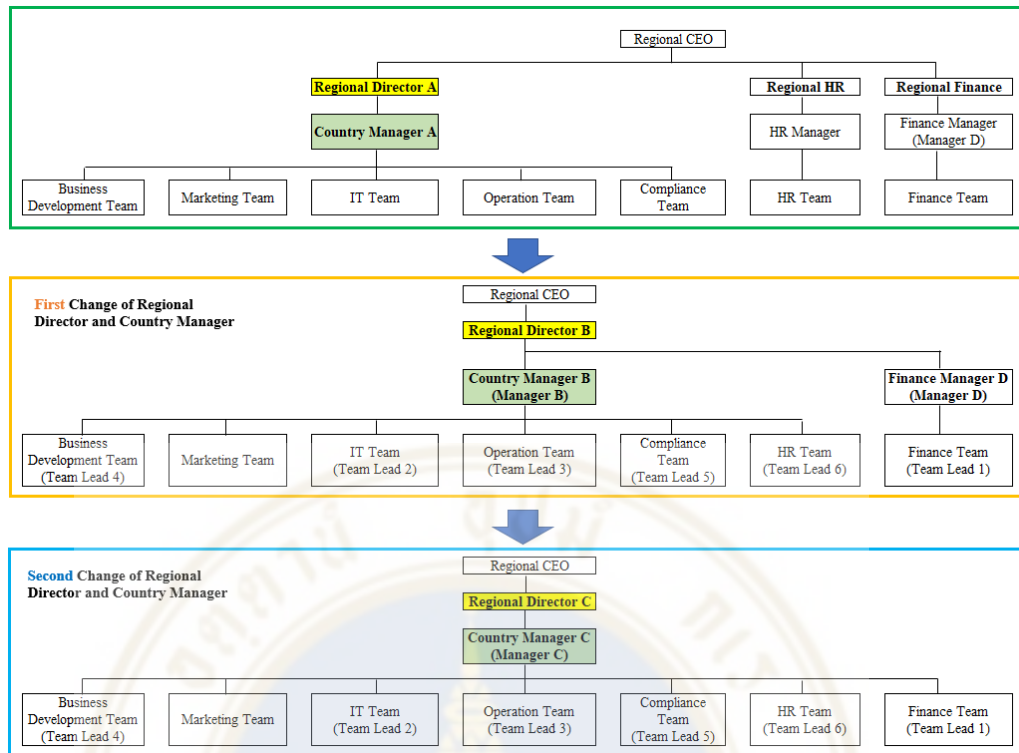 Regional CEO
Regional Director A
Regional HR
Regional Finance
Country Manager A
HR Manager
Finance Manager
(Manager D)
Business
Development Team
Marketing Team
IT Team
Operation Team
Compliance
Team
HR Team
Finance Team
First Change of Regional
Director and Country Manager
Regional CEO
Regional Director B
Country Manager B
(Manager B)
Finance Manager D
(Manager D)
Business
Development Team
(Team Lead 4)
Marketing Team
IT Team
(Team Lead 2)
Operation Team
(Team Lead 3)
Compliance
Team
(Team Lead 5)
HR Team
(Team Lead 6)
Finance Team
(Team Lead 1)
Second Change of Regional
Director and Country Manager
Regional CEO
Regional Director C
Country Manager C
(Manager C)
Business
Development Team
(Team Lead 4)
Marketing Team
IT Team
(Team Lead 2)
Operation Team
(Team Lead 3)
Compliance
Team
(Team Lead 5)
HR Team
(Team Lead 6)
Finance Team
(Team Lead 1)